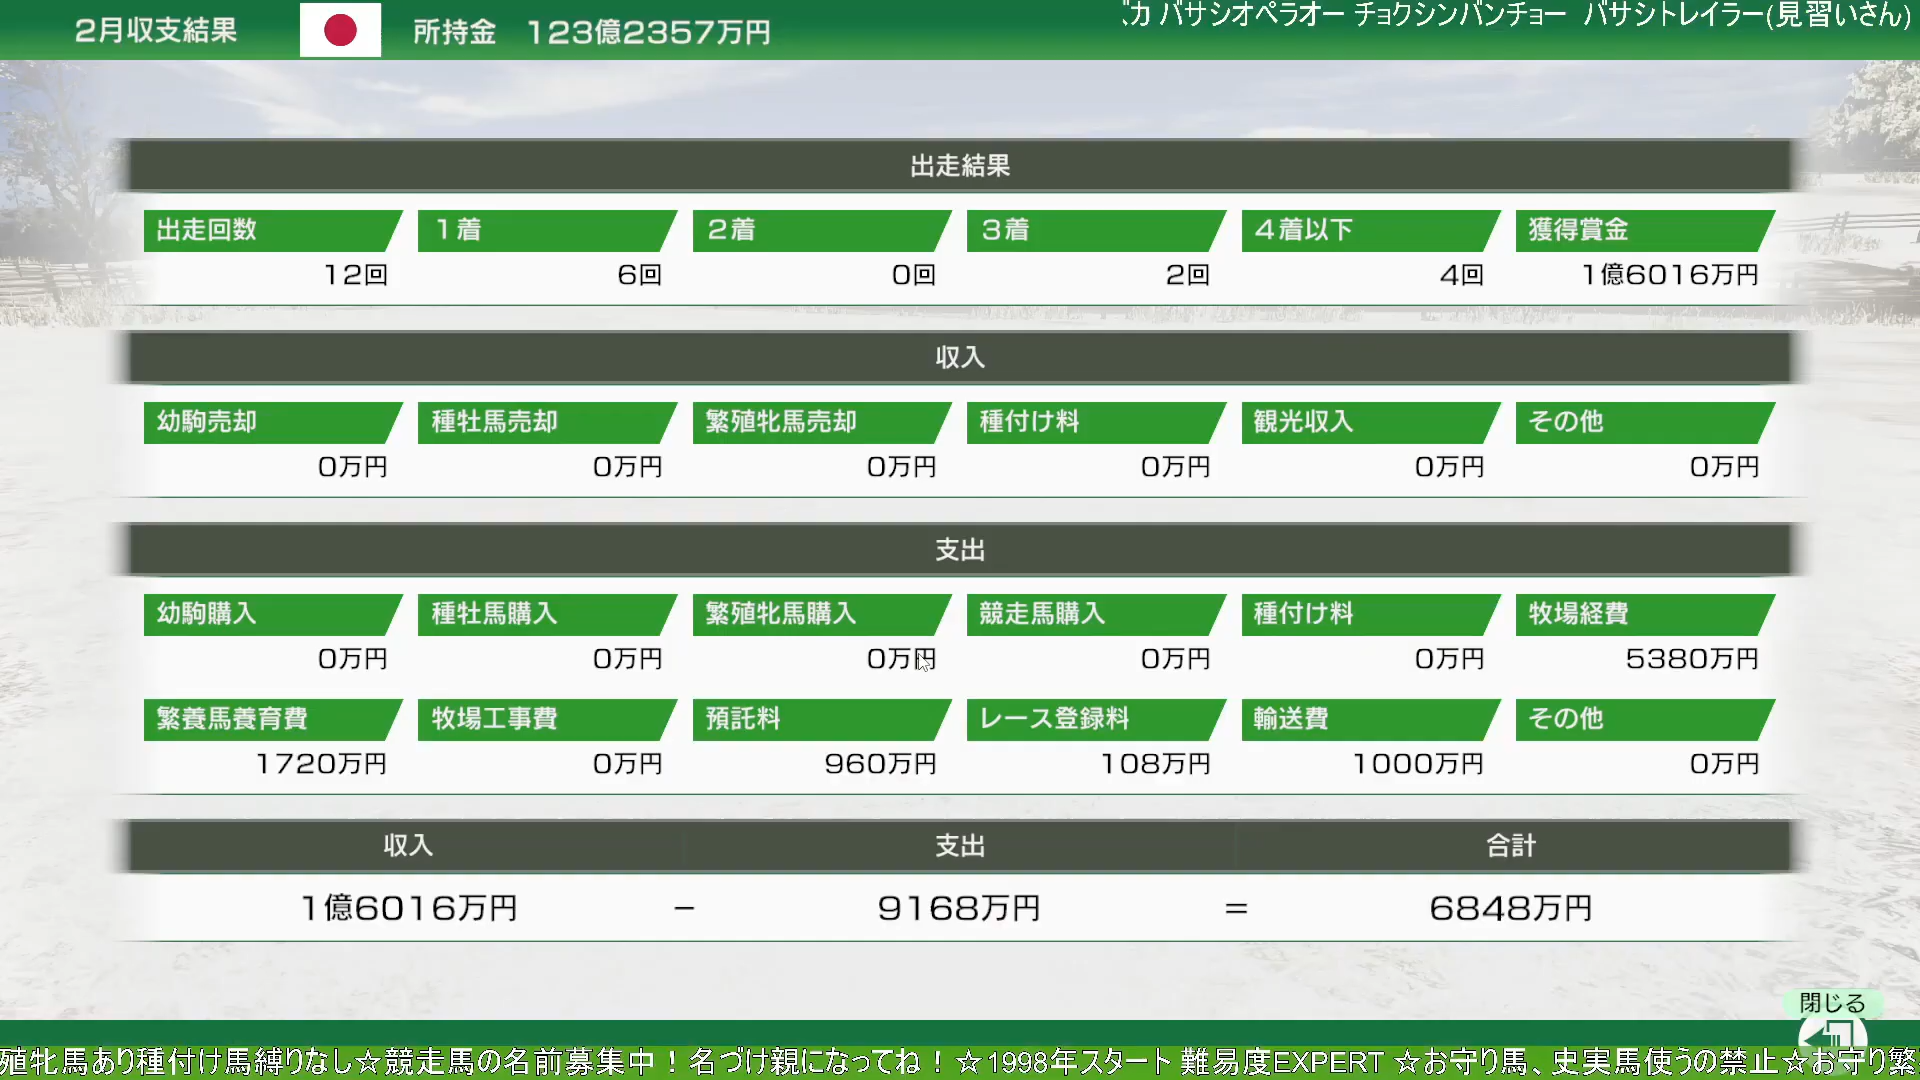 2月収支結果 所持金 123億2357万円
バサシオペラオー チョクシンバンチョー バサシトレイラー(見習いさん)
出走結果
出走回数 1着 2着 3着 4着以下 獲得賞金
12回 6回 0回 2回 4回 1億6016万円
収入
幼駒売却 種牡馬売却 繁殖牝馬売却 種付け料 観光収入 その他
0万円 0万円 0万円 0万円 0万円 0万円
支出
幼駒購入 種牡馬購入 繁殖牝馬購入 競走馬購入 種付け料 牧場経費
0万円 0万円 0万円 0万円 0万円 5380万円
繁養馬養育費 牧場工事費 預託料 レース登録料 輸送費 その他
1720万円 0万円 960万円 108万円 1000万円 0万円
収入 支出 合計
1億6016万円 − 9168万円 = 6848万円
閉じる
殖牝馬あり種付け馬縛りなし☆競走馬の名前募集中！名づけ親になってね！☆1998年スタート 難易度EXPERT ☆お守り馬、史実馬使うの禁止☆お守り繁